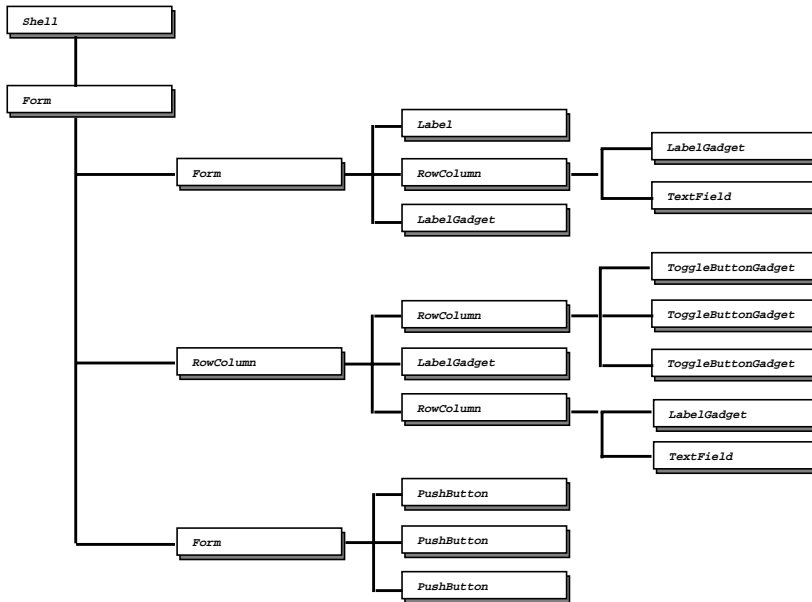 Shell
Form
Form
Label
RowColumn
LabelGadget
LabelGadget
TextField
RowColumn
RowColumn
LabelGadget
RowColumn
ToggleButtonGadget
ToggleButtonGadget
ToggleButtonGadget
LabelGadget
TextField
Form
PushButton
PushButton
PushButton